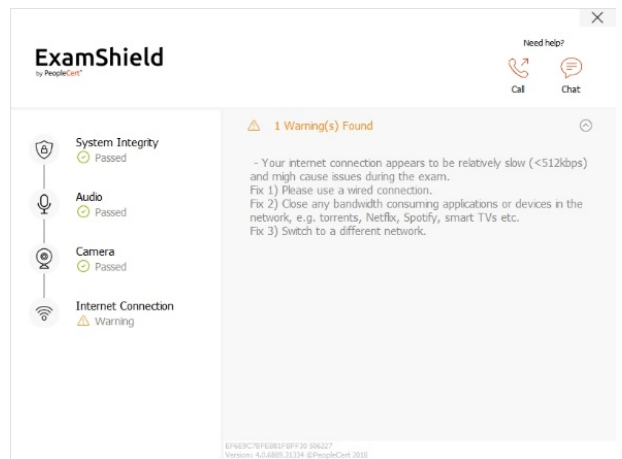 Need help?
ExamShield
by PeopleCert
Call
Chat
1 Warning(s) Found
System Integrity
Passed
Audio
Passed
Camera
Passed
Internet Connection
Warning
- Your internet connection appears to be relatively slow (<512kbps)
and migh cause issues during the exam.
Fix 1) Please use a wired connection.
Fix 2) Close any bandwidth consuming applications or devices in the
network, e.g. torrents, Netflix, Spotify, smart TVs etc.
Fix 3) Switch to a different network.
©PeopleCert 2018